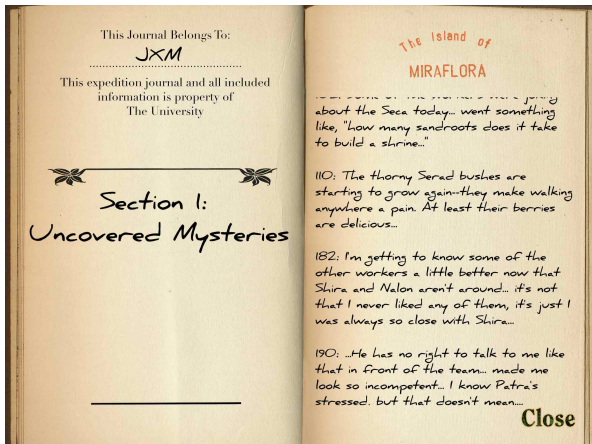 This Journal Belongs To:
JXM
This expedition journal and all included
information is property of
The University
Section 1:
Uncovered Mysteries
The Island of
MIRAFLORA
about the Seca today... went something
like, "how many sandroots does it take
to build a shrine..."
110: The thorny Serad bushes are
starting to grow again--they make walking
anywhere a pain. At least their berries
are delicious...
182: I'm getting to know some of the
other workers a little better now that
Shira and Nalon aren't around... it's not
that I never liked any of them, it's just I
was always so close with Shira...
190: ...He has no right to talk to me like
that in front of the team... made me
look so incompetent... I know Patra's
stressed. but that doesn't mean....
Close